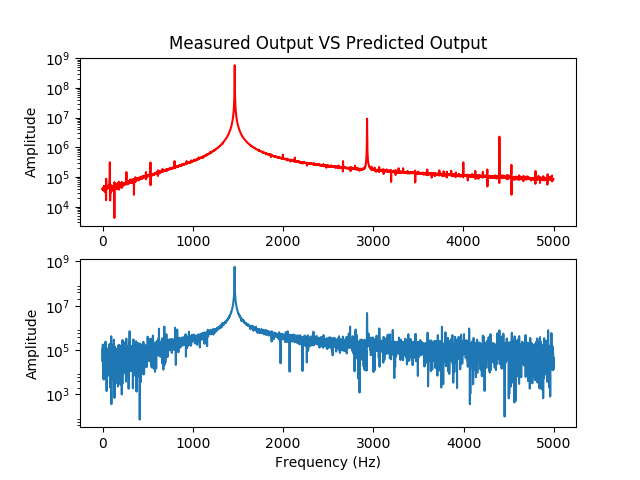 Measured Output VS Predicted Output
Amplitude
10⁹
10⁸
10⁷
10⁶
10⁵
10⁴
0 1000 2000 3000 4000 5000
Amplitude
10⁹
10⁷
10⁵
10³
0 1000 2000 3000 4000 5000
Frequency (Hz)